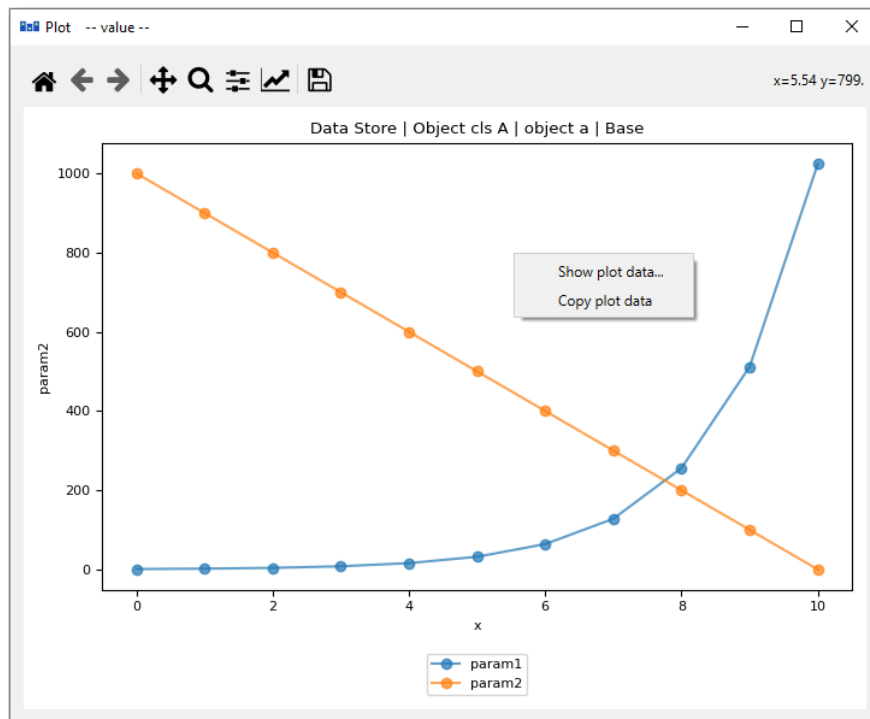 Plot -- value --
x=5.54 y=799.
Data Store | Object cls A | object a | Base
1000
800
600
400
200
0
param2
Show plot data...
Copy plot data
0 2 4 6 8 10
x
param1
param2